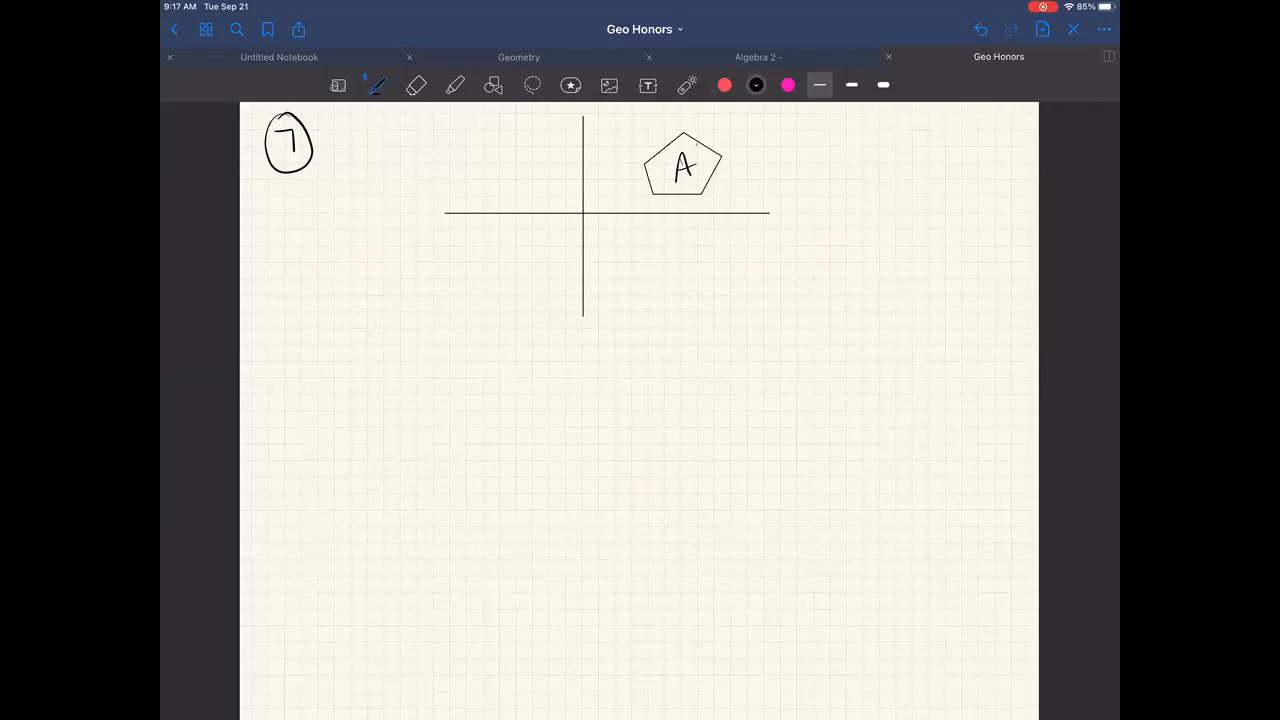 9:17 AM Tue Sep 21
85%
Geo Honors
Untitled Notebook
Geometry
Algebra 2 -
Geo Honors
T
7
A